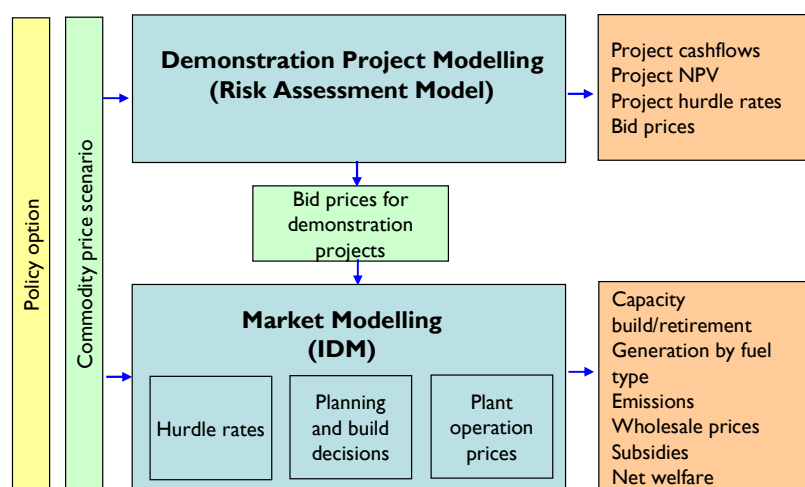 Policy option
Commodity price scenario
Demonstration Project Modelling
(Risk Assessment Model)
Project cashflows
Project NPV
Project hurdle rates
Bid prices
Bid prices for
demonstration
projects
Market Modelling
(IDM)
Hurdle rates
Planning
and build
decisions
Plant
operation
prices
Capacity
build/retirement
Generation by fuel
type
Emissions
Wholesale prices
Subsidies
Net welfare